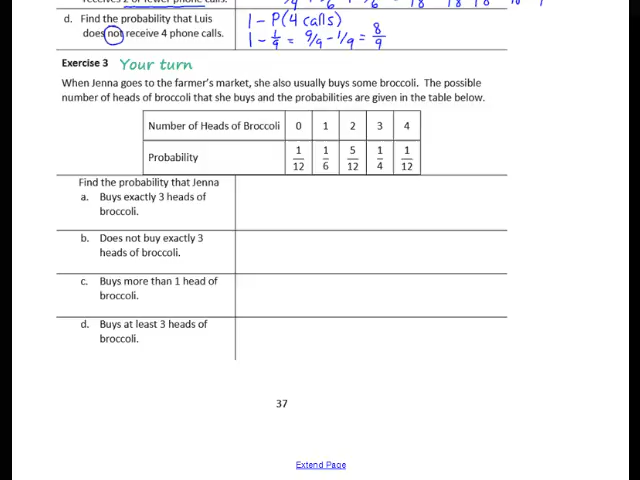 receives 2 or fewer phone calls.
d. Find the probability that Luis
does not receive 4 phone calls.
1 - P(4 calls)
1 - 1/9 = 9/9 - 1/9 = 8/9
Exercise 3 Your turn
When Jenna goes to the farmer's market, she also usually buys some broccoli. The possible
number of heads of broccoli that she buys and the probabilities are given in the table below.
Number of Heads of Broccoli 0 1 2 3 4
Probability 1/12 1/6 5/12 1/4 1/12
Find the probability that Jenna
a. Buys exactly 3 heads of
broccoli.
b. Does not buy exactly 3
heads of broccoli.
c. Buys more than 1 head of
broccoli.
d. Buys at least 3 heads of
broccoli.
37
Extend Page